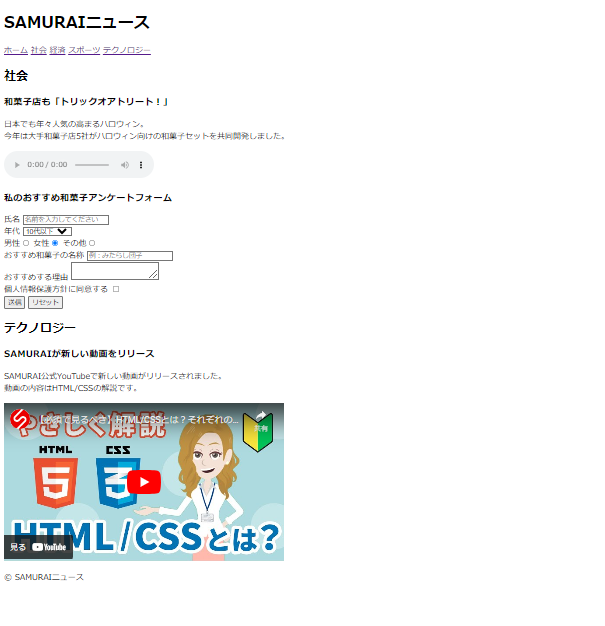 SAMURAIニュース
ホーム 社会 経済 スポーツ テクノロジー
社会
和菓子店も「トリックオアトリート！」
日本でも年々人気の高まるハロウィン。
今年は大手和菓子店5社がハロウィン向けの和菓子セットを共同開発しました。
0:00 / 0:00
私のおすすめ和菓子アンケートフォーム
氏名 名前を入力してください
年代 10代以下
男性 女性 その他
おすすめ和菓子の名称 例：みたらし団子
おすすめする理由
個人情報保護方針に同意する
送信 リセット
テクノロジー
SAMURAIが新しい動画をリリース
SAMURAI公式YouTubeで新しい動画がリリースされました。
動画の内容はHTML/CSSの解説です。
【必須で見るべき】HTML/CSSとは？それぞれの...
やさしく解説
共有
HTML CSS
5 3
HTML/CSSとは？
見る YouTube
© SAMURAIニュース